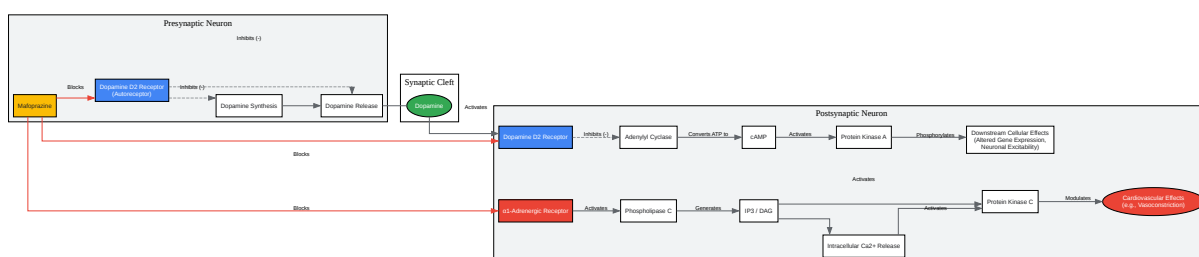 Presynaptic Neuron
Inhibits (-)
Blocks
Dopamine D2 Receptor
(Autoreceptor)
Inhibits (-)
Mafoprazine
Dopamine Synthesis
Dopamine Release
Synaptic Cleft
Dopamine
Activates
Postsynaptic Neuron
Dopamine D2 Receptor
Inhibits (-)
Adenylyl Cyclase
Converts ATP to
cAMP
Activates
Protein Kinase A
Phosphorylates
Downstream Cellular Effects
(Altered Gene Expression,
Neuronal Excitability)
Blocks
Activates
Blocks
α1-Adrenergic Receptor
Activates
Phospholipase C
Generates
IP3 / DAG
Activates
Protein Kinase C
Modulates
Cardiovascular Effects
(e.g., Vasoconstriction)
Intracellular Ca2+ Release